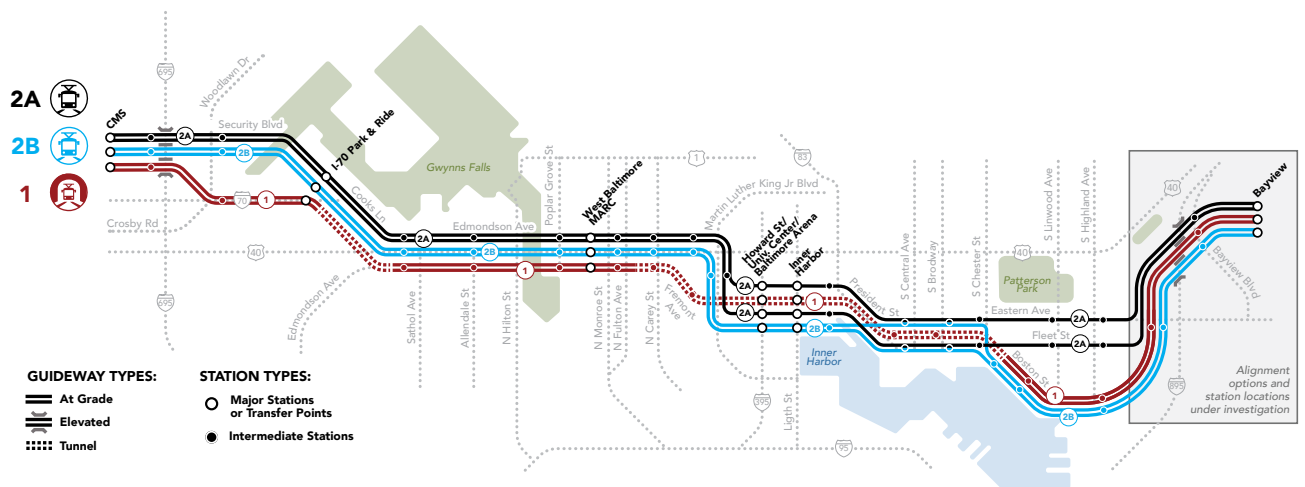 2A
2B
1
CMS
695
Woodlawn Dr
Security Blvd
2A
2B
I-70 Park & Ride
Gwynns Falls
70
1
Crosby Rd
Cooks Ln
40
Edmondson Ave
695
Edmondson Ave
2A
2B
1
Sathol Ave
Allendale St
N Hilton St
Poplar Grove St
West Baltimore
MARC
N Monroe St
N Fulton Ave
N Carey St
Fremont
Ave
1
83
Martin Luther King Jr Blvd
Howard St/
Univ. Center/
Baltimore Arena
Inner
Harbor
2A
1
2A
2B
President St
Inner
Harbor
395
Ligth St
95
S Central Ave
S Brodway
S Chester St
40
Patterson
Park
S Linwood Ave
S Highland Ave
Eastern Ave
2A
Fleet St
2A
Boston St
1
2B
40
Bayview
Bayview Blvd
895
Alignment
options and
station locations
under investigation
GUIDEWAY TYPES:
At Grade
Elevated
Tunnel
STATION TYPES:
Major Stations
or Transfer Points
Intermediate Stations